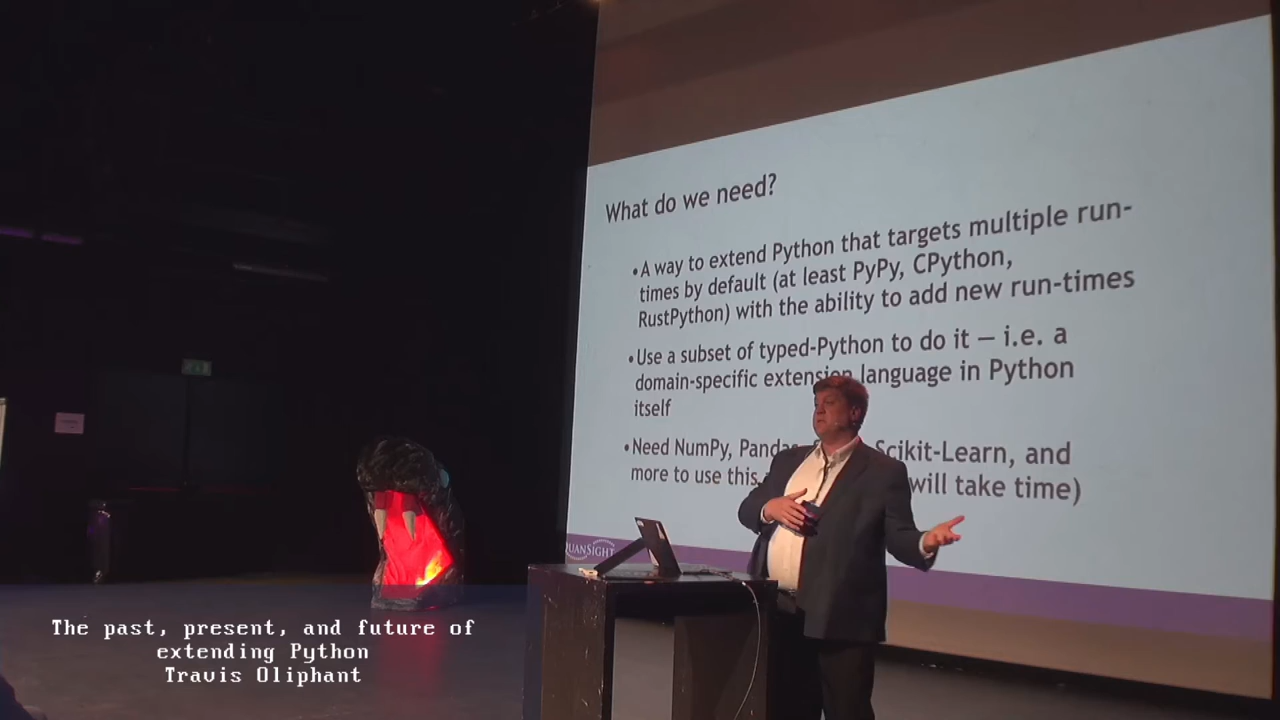 What do we need?
•A way to extend Python that targets multiple run-
times by default (at least PyPy, CPython,
RustPython) with the ability to add new run-times
•Use a subset of typed-Python to do it — i.e. a
domain-specific extension language in Python
itself
•Need NumPy, Pandas, Scikit-Learn, and
more to use this will take time)
QUANSIGHT
The past, present, and future of
extending Python
Travis Oliphant